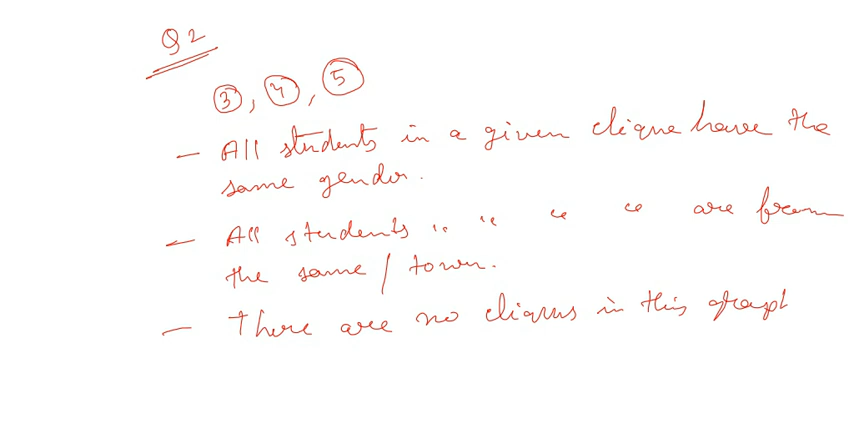 Q2
3, 4, 5
- All students in a given clique have the
same gender.
- All students " " " " are from
the same / town.
- There are no cliques in this graph